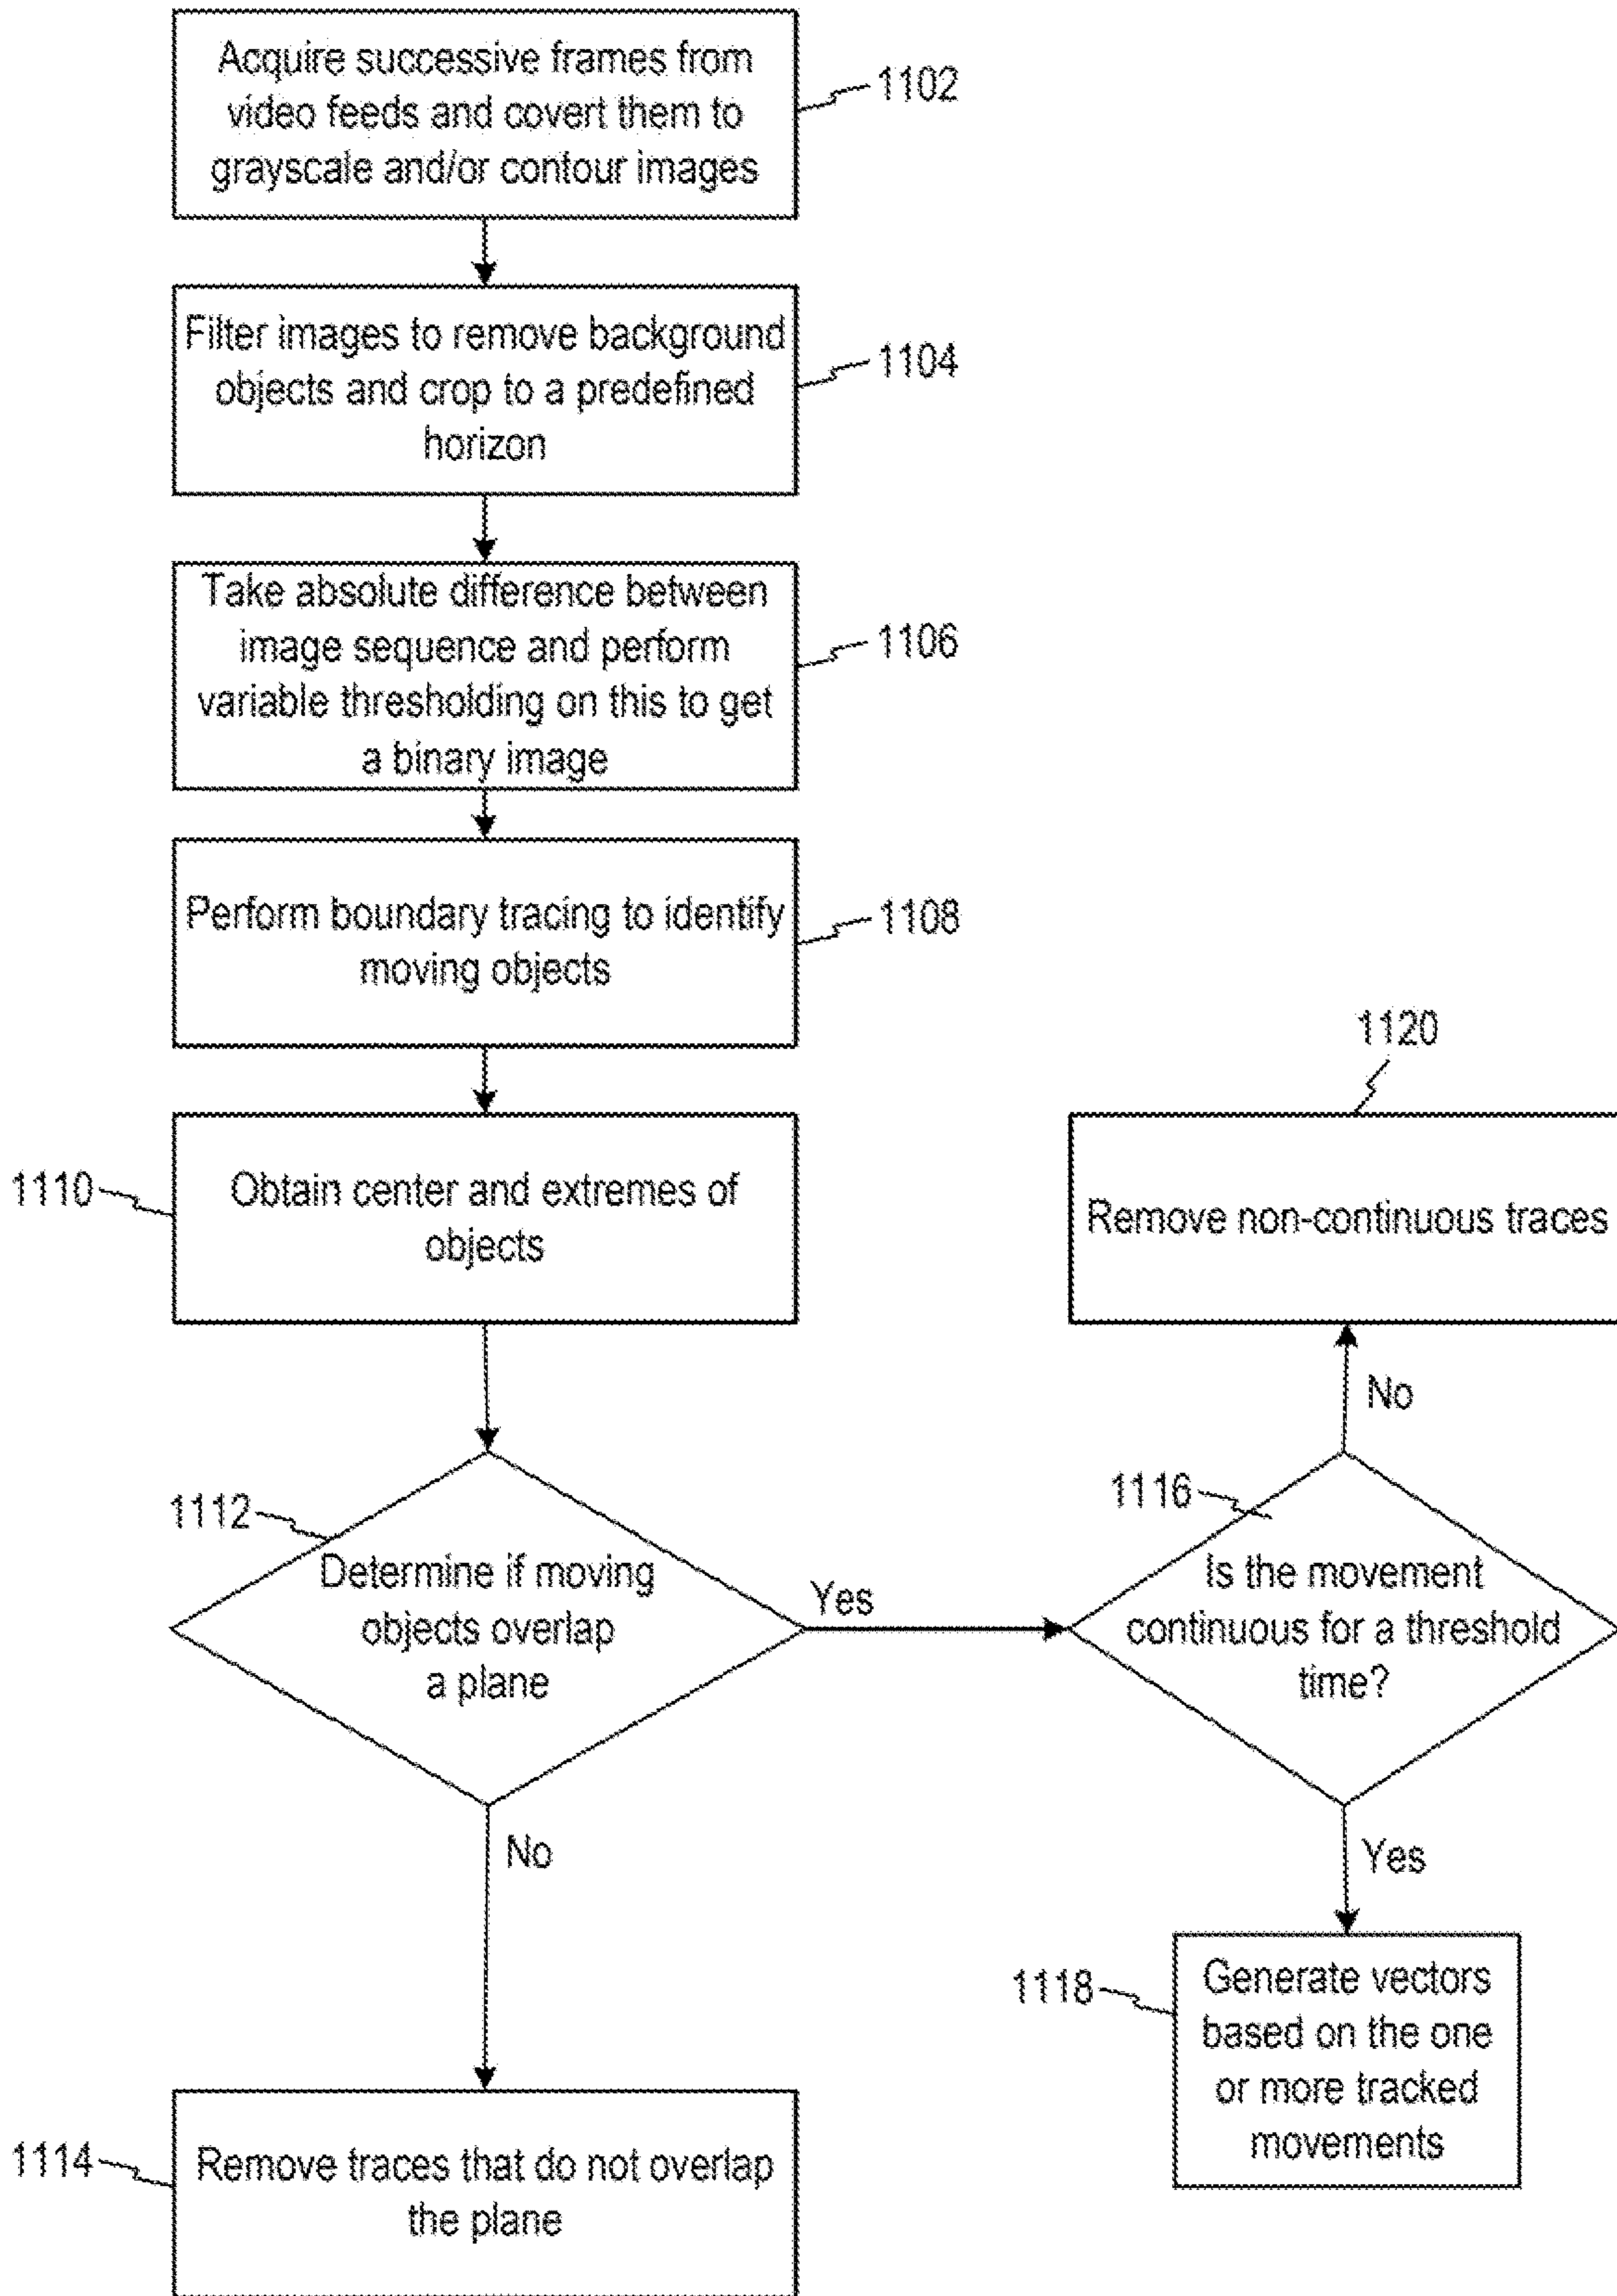 Acquire successive frames from
video feeds and covert them to
grayscale and/or contour images
1102
Filter images to remove background
objects and crop to a predefined
horizon
1104
Take absolute difference between
image sequence and perform
variable thresholding on this to get
a binary image
1106
Perform boundary tracing to identify
moving objects
1108
1110
Obtain center and extremes of
objects
1120
Remove non-continuous traces
No
1112
Determine if moving
objects overlap
a plane
Yes
1116
Is the movement
continuous for a threshold
time?
No
Yes
1114
Remove traces that do not overlap
the plane
1118
Generate vectors
based on the one
or more tracked
movements